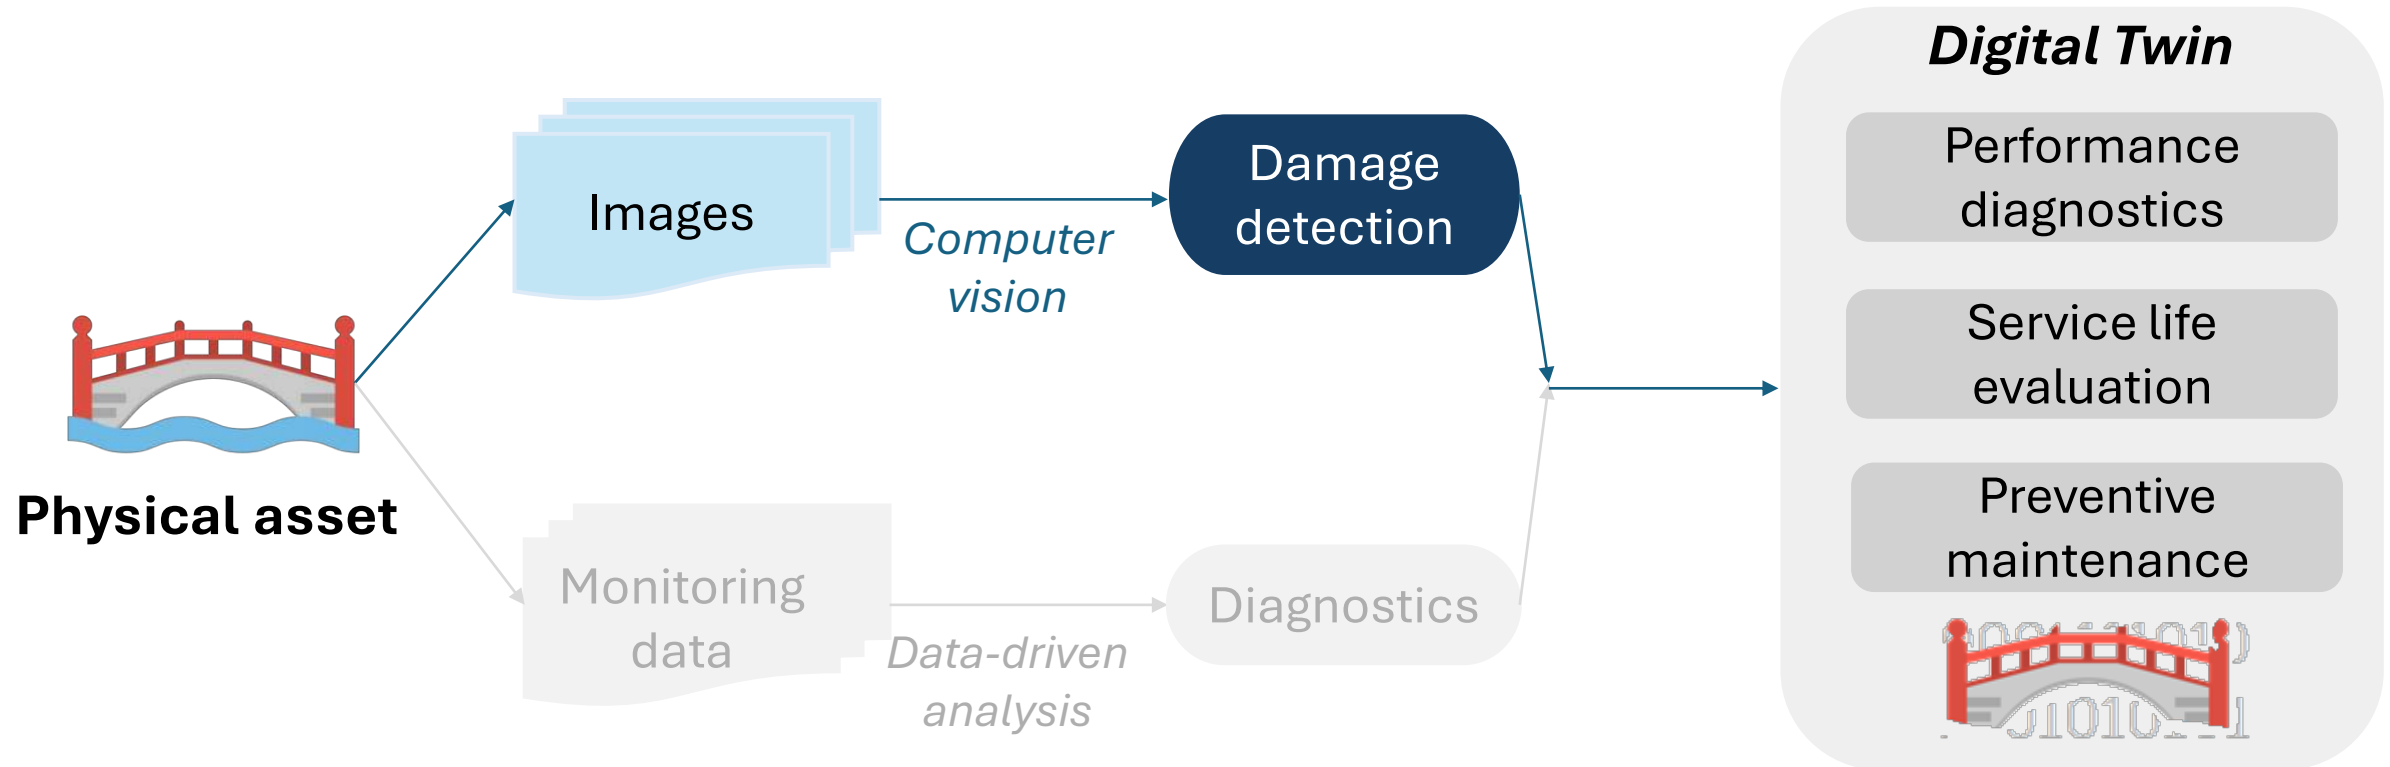 Digital Twin
Images
Computer
vision
Damage
detection
Performance
diagnostics
Service life
evaluation
Preventive
maintenance
Physical asset
Monitoring
data
Data-driven
analysis
Diagnostics